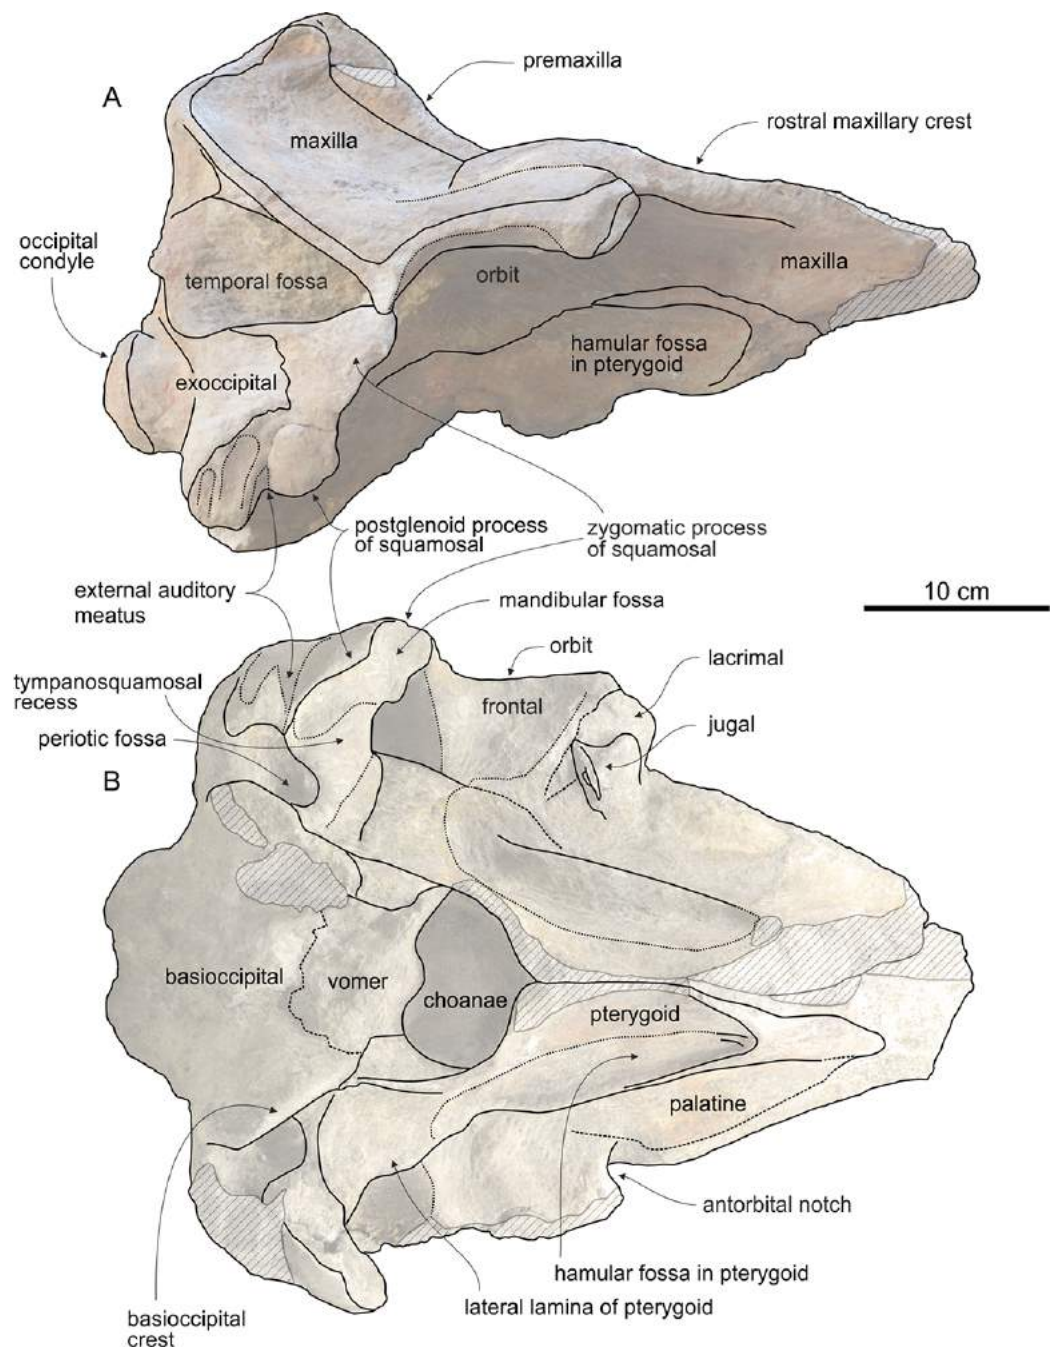 premaxilla
A
rostral maxillary crest
maxilla
occipital
condyle
temporal fossa
orbit
maxilla
hamular fossa
in pterygoid
exoccipital
postglenoid process
of squamosal
zygomatic process
of squamosal
external auditory
meatus
mandibular fossa
10 cm
orbit
lacrimal
tympanosquamosal
recess
frontal
jugal
periotic fossa
B
basioccipital
vomer
choanae
pterygoid
palatine
antorbital notch
hamular fossa in pterygoid
lateral lamina of pterygoid
basioccipital
crest